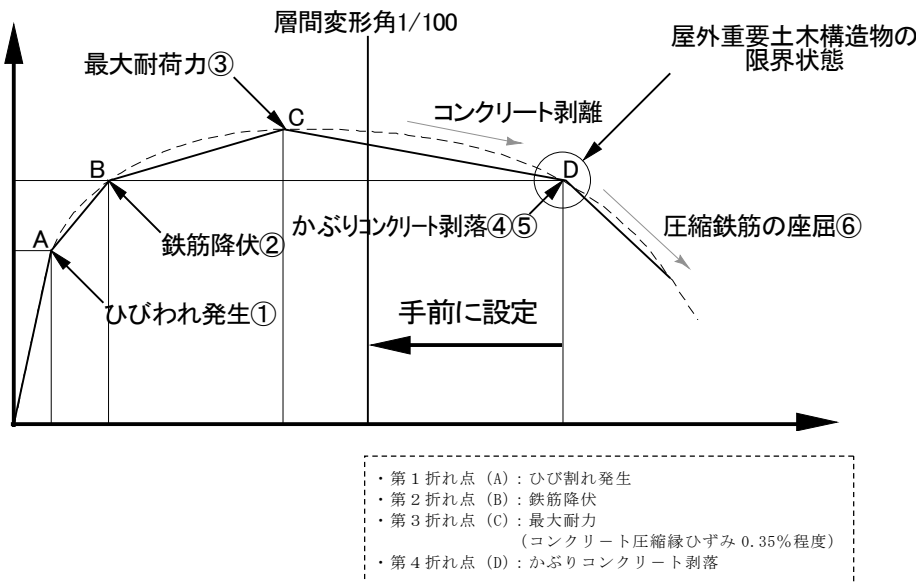 層間変形角1/100
屋外重要土木構造物の
限界状態
最大耐荷力③
C
コンクリート剥離
B
D
A
鉄筋降伏②
かぶりコンクリート剥落④⑤
圧縮鉄筋の座屈⑥
ひびわれ発生①
手前に設定
・第1折れ点 (A) : ひび割れ発生
・第2折れ点 (B) : 鉄筋降伏
・第3折れ点 (C) : 最大耐力
(コンクリート圧縮縁ひずみ 0.35%程度)
・第4折れ点 (D) : かぶりコンクリート剥落